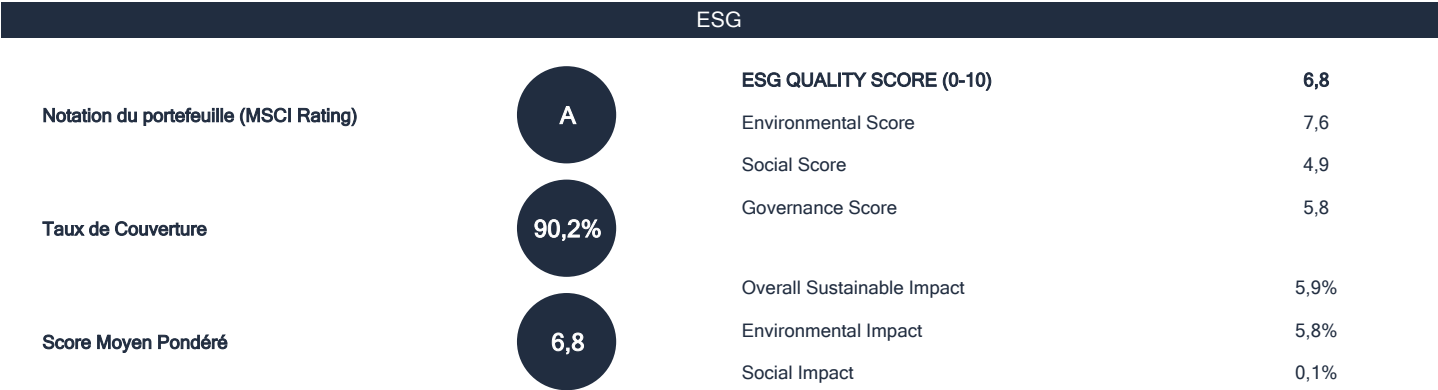 ESG
Notation du portefeuille (MSCI Rating)
A
Taux de Couverture
90,2%
Score Moyen Pondéré
6,8
ESG QUALITY SCORE (0-10) 6,8
Environmental Score 7,6
Social Score 4,9
Governance Score 5,8
Overall Sustainable Impact 5,9%
Environmental Impact 5,8%
Social Impact 0,1%